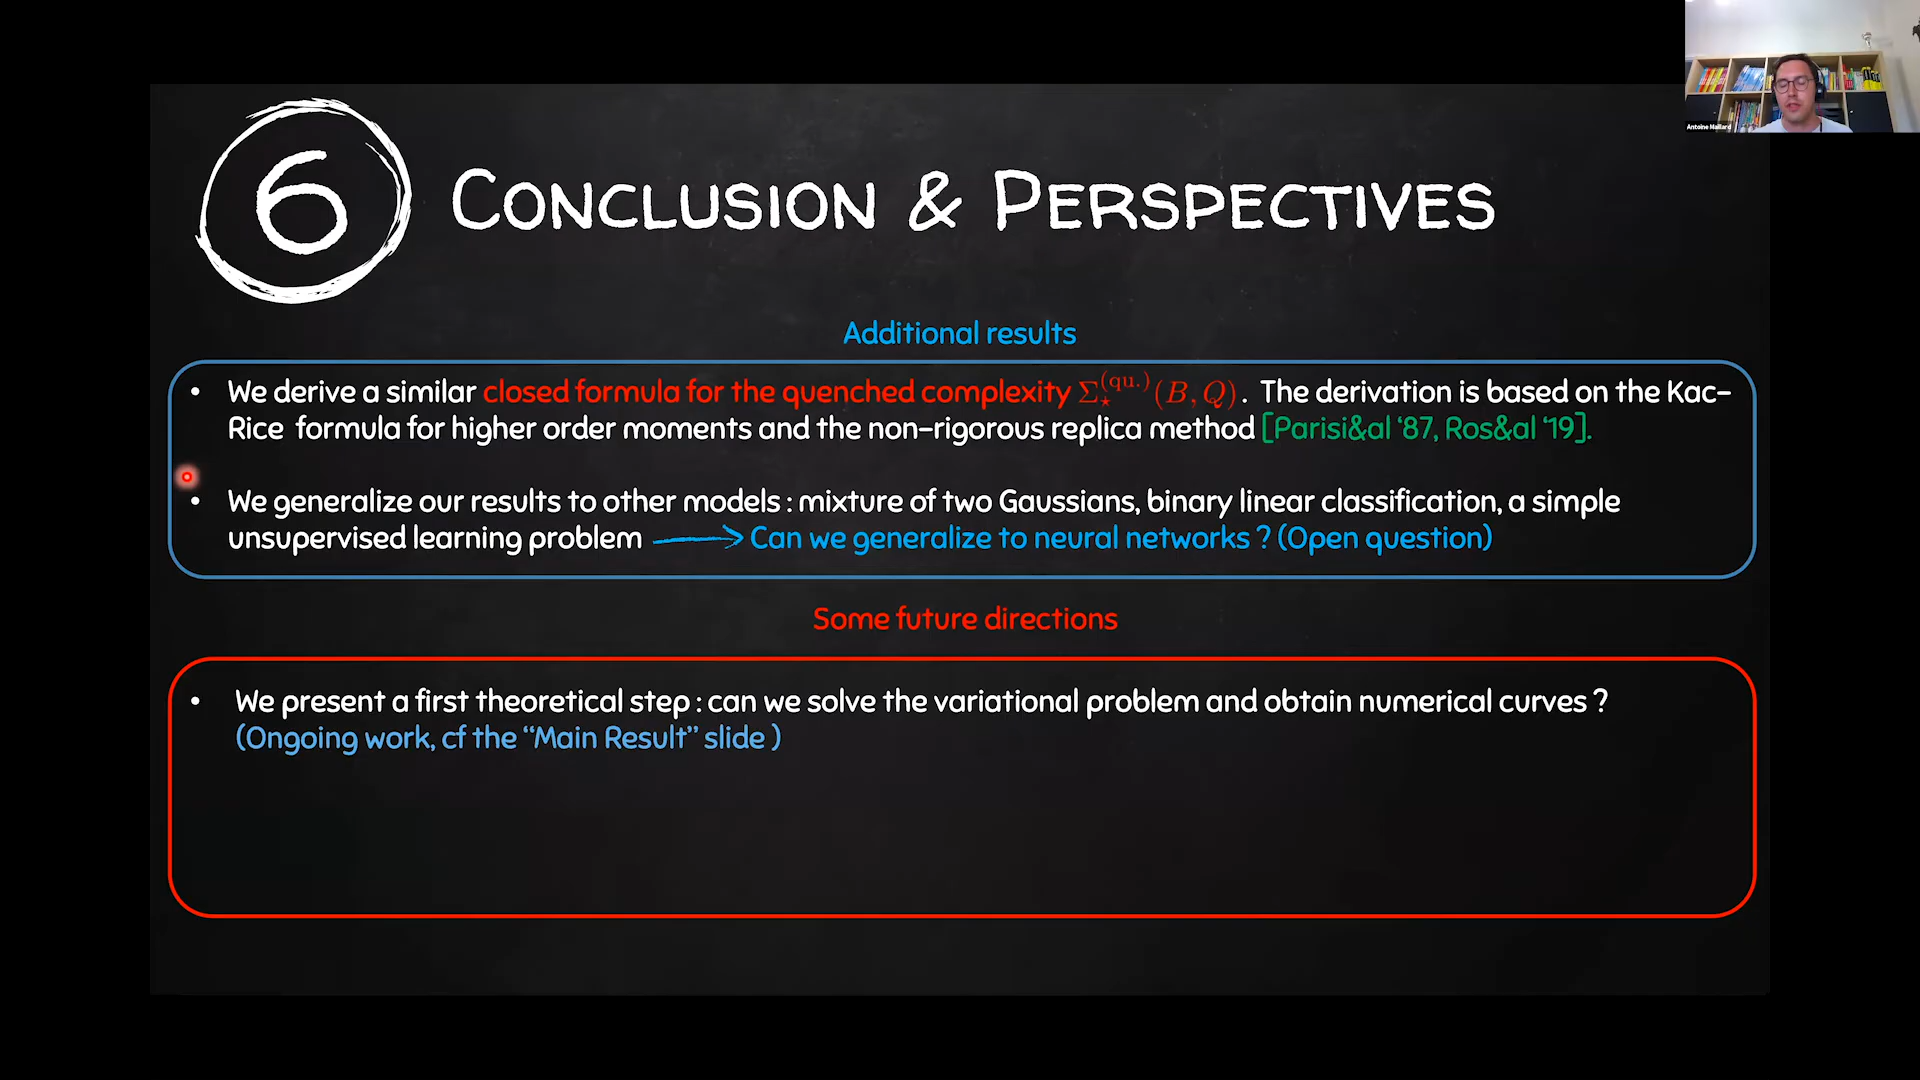 Antoine Maillard
6 CONCLUSION & PERSPECTIVES
Additional results
• We derive a similar closed formula for the quenched complexity Σ⋆^(qu.)(B, Q). The derivation is based on the Kac-
Rice formula for higher order moments and the non-rigorous replica method [Parisi&al ‘87, Ros&al ‘19].
• We generalize our results to other models : mixture of two Gaussians, binary linear classification, a simple
unsupervised learning problem ⟶ Can we generalize to neural networks ? (Open question)
Some future directions
• We present a first theoretical step : can we solve the variational problem and obtain numerical curves ?
(Ongoing work, cf the “Main Result” slide )